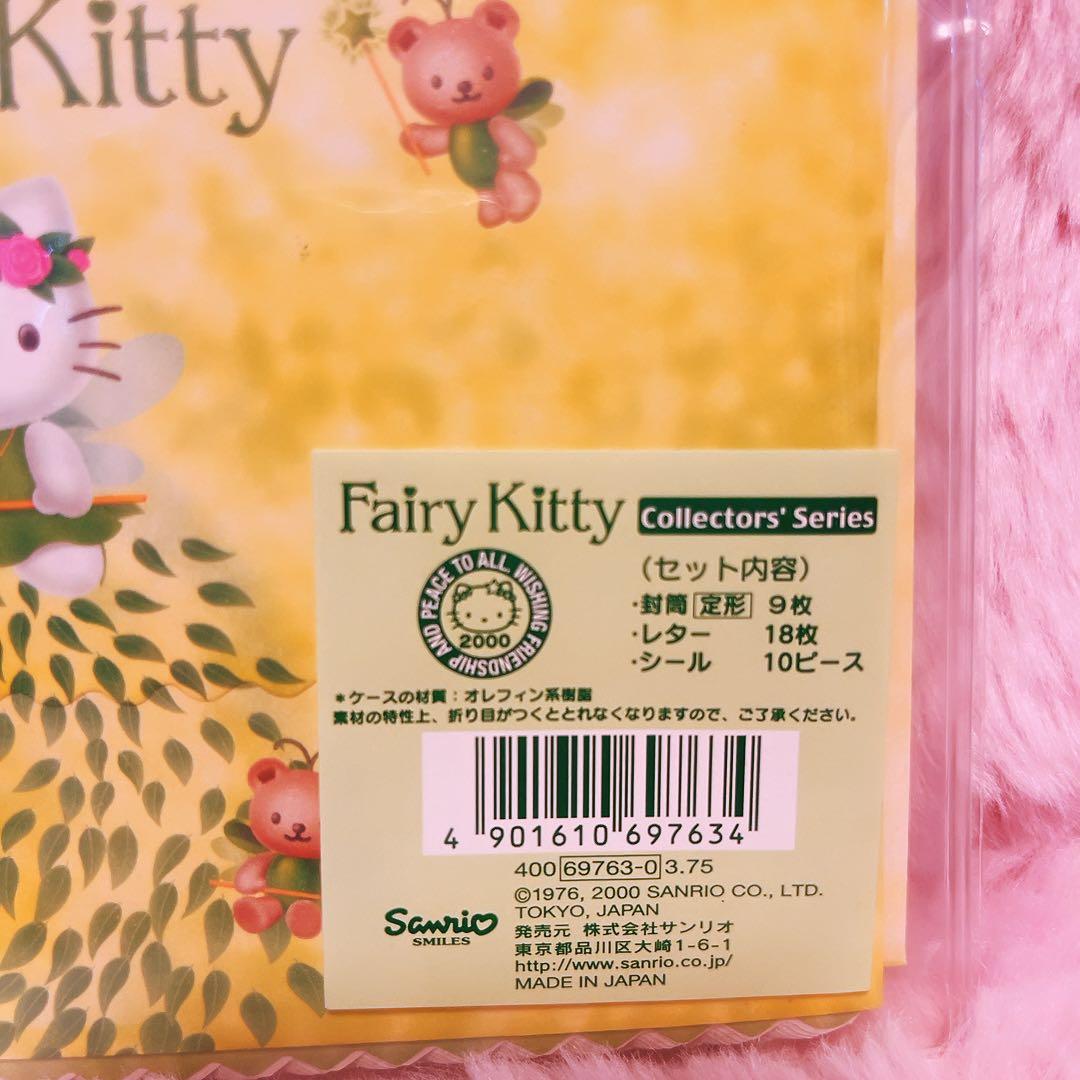 Kitty
Fairy Kitty Collectors' Series
PEACE TO ALL, WISHING FRIENDSHIP AND
2000
(セット内容)
・封筒 定形 9枚
・レター 18枚
・シール 10ピース
*ケースの材質：オレフィン系樹脂
素材の特性上、折り目がつくととれなくなりますので、ご了承ください。
4 901610 697634
400 69763-0 3.75
©1976, 2000 SANRIO CO., LTD.
TOKYO, JAPAN
Sanrio
SMILES
発売元 株式会社サンリオ
東京都品川区大崎1-6-1
http://www.sanrio.co.jp/
MADE IN JAPAN